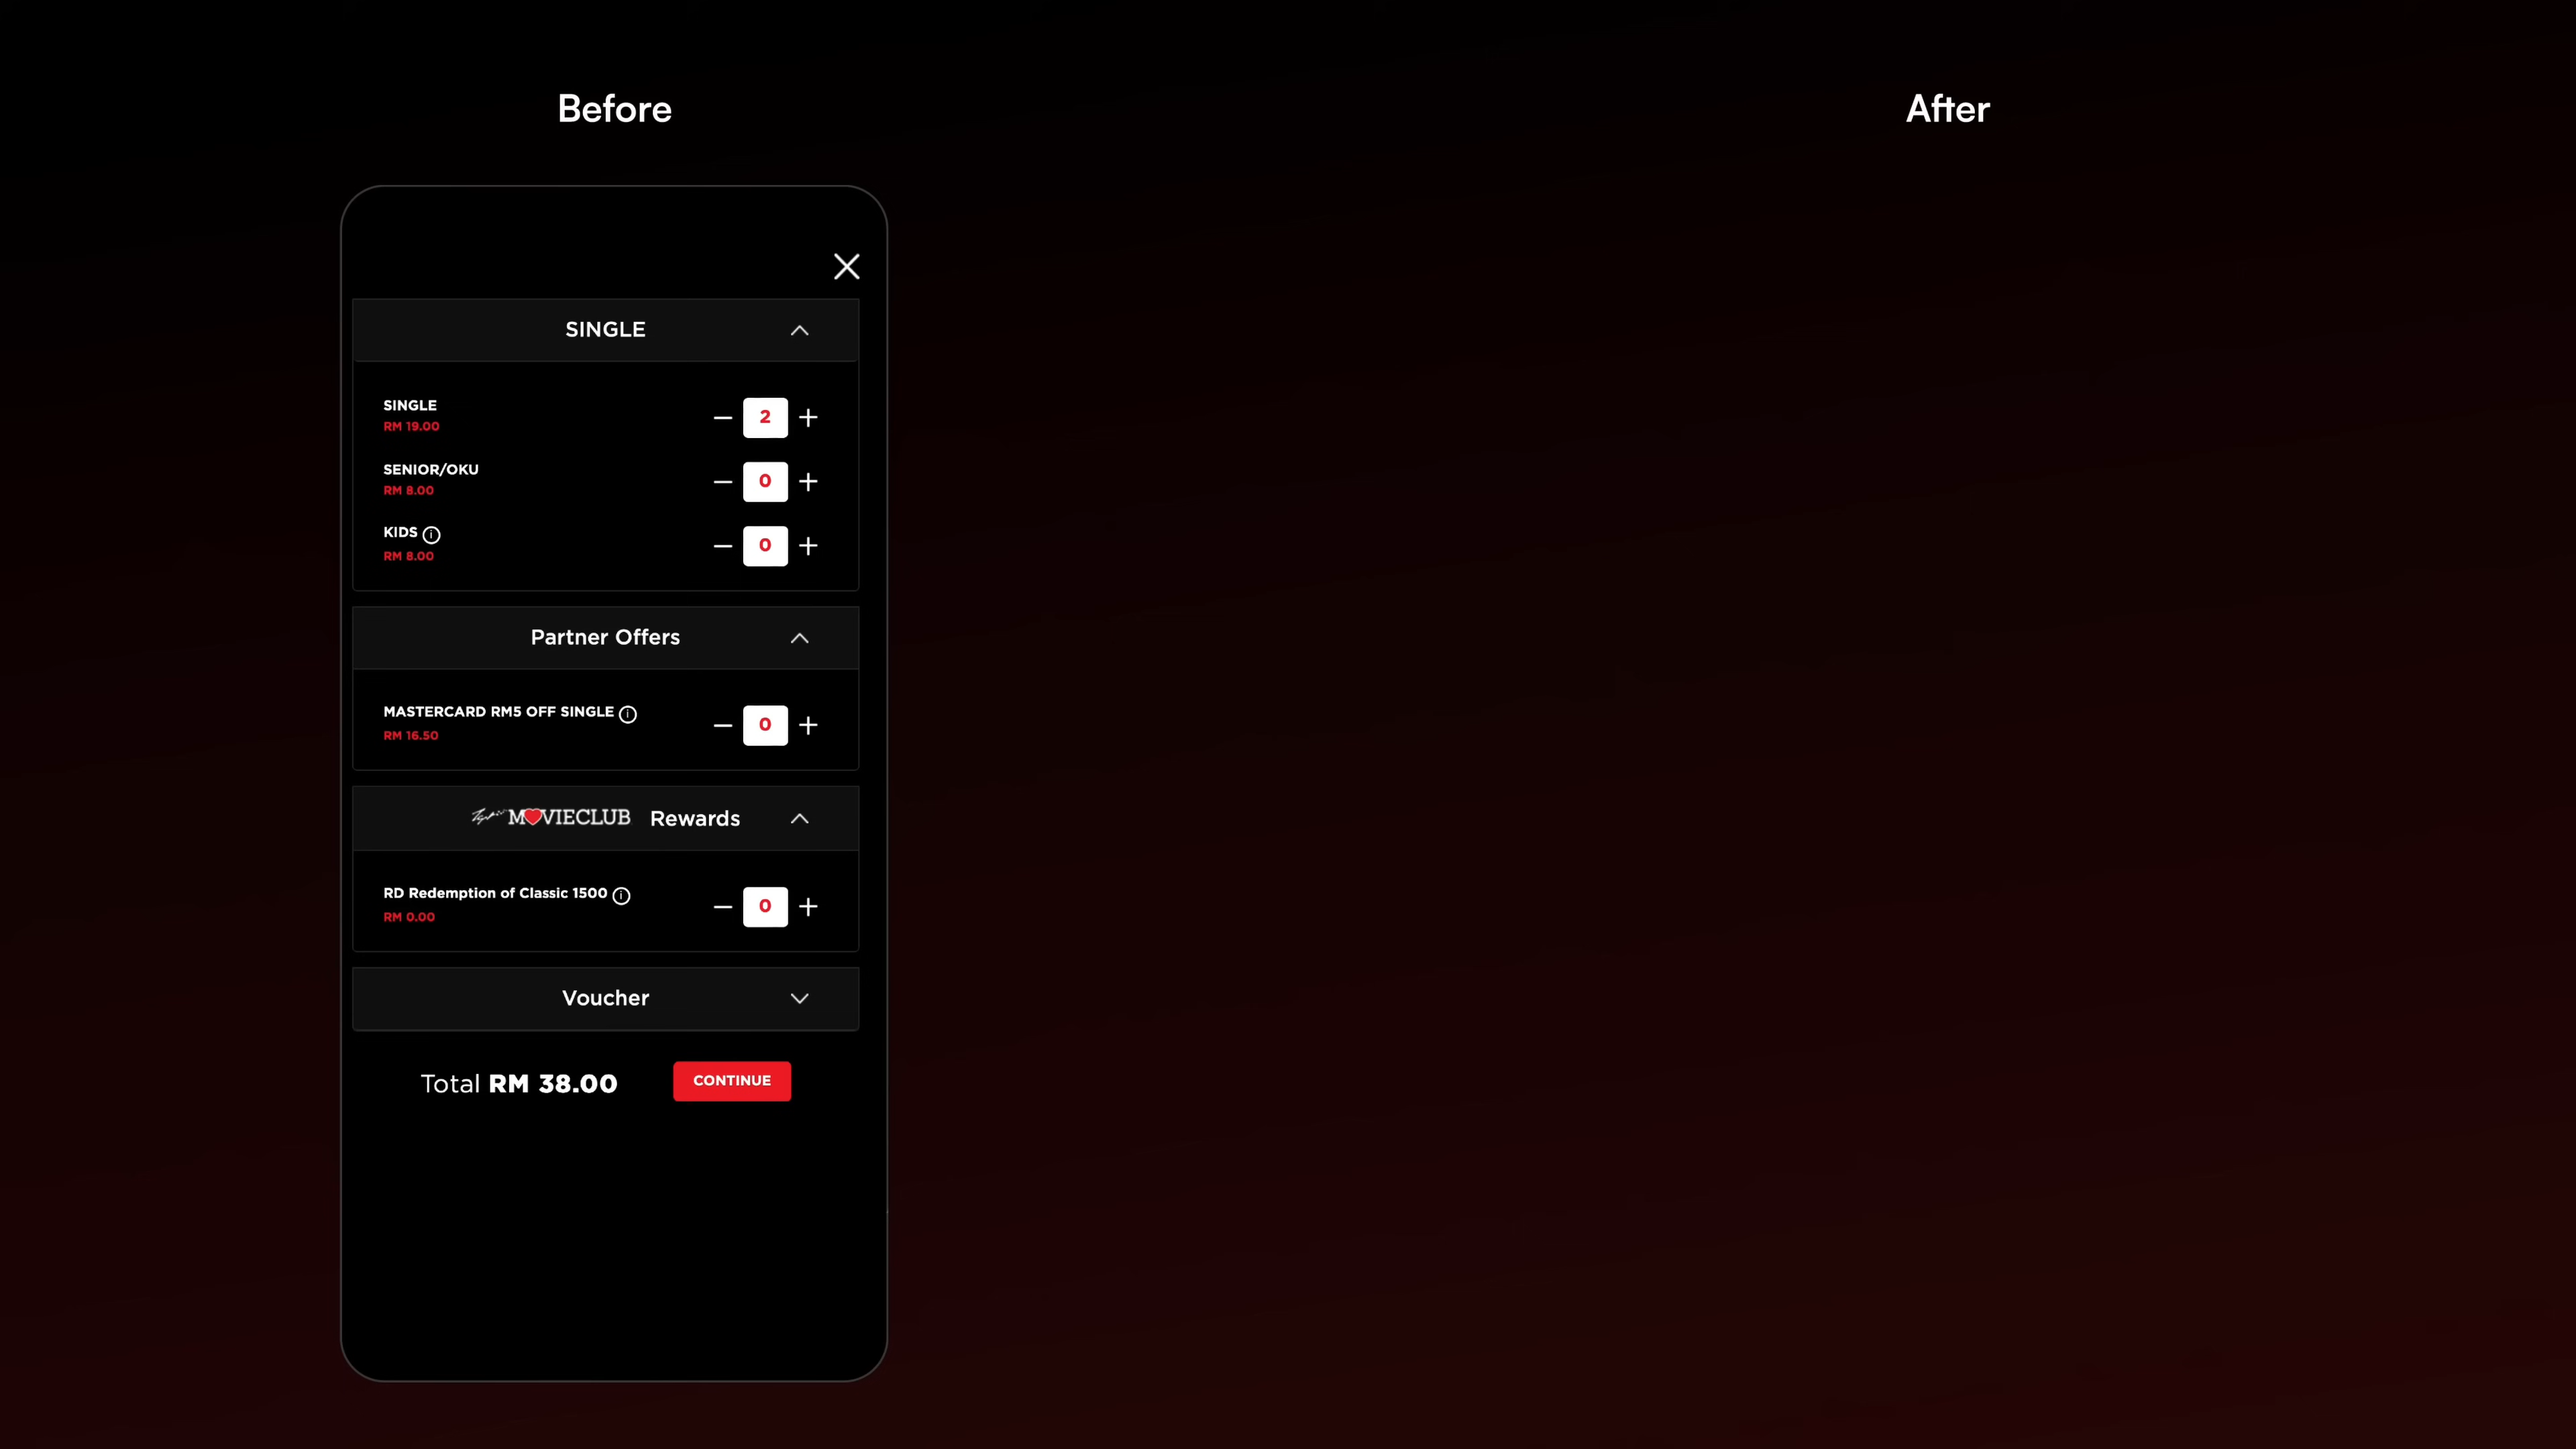 Before
After
SINGLE
SINGLE
RM 19.00
2
SENIOR/OKU
RM 8.00
0
KIDS
RM 8.00
0
Partner Offers
MASTERCARD RM5 OFF SINGLE
RM 16.50
0
MOVIECLUB Rewards
RD Redemption of Classic 1500
RM 0.00
0
Voucher
Total RM 38.00
CONTINUE